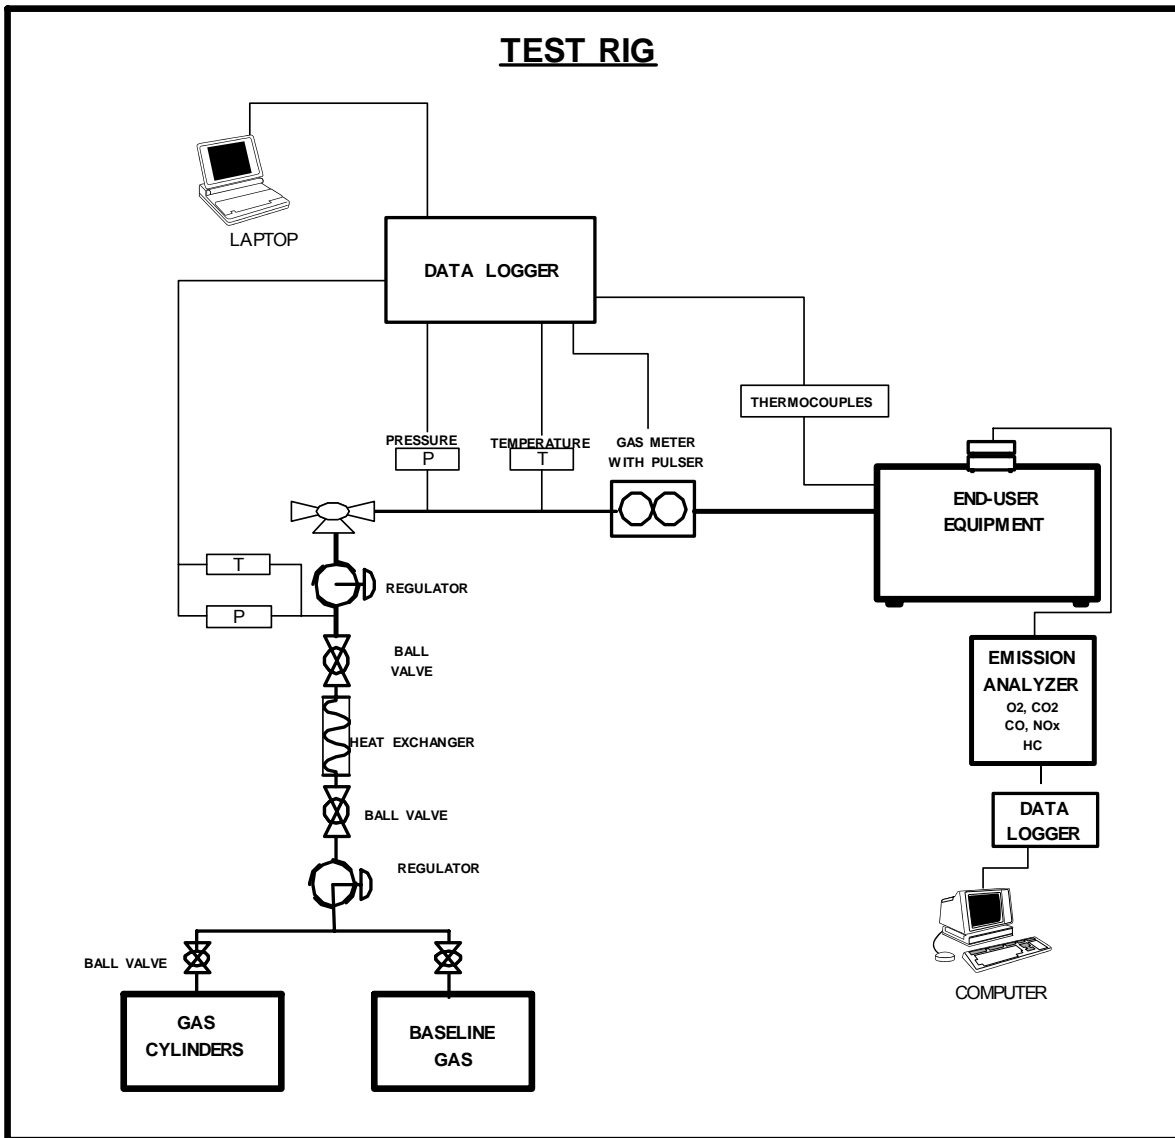 TEST RIG
LAPTOP
DATA LOGGER
THERMOCOUPLES
PRESSURE
P
TEMPERATURE
T
GAS METER
WITH PULSER
END-USER
EQUIPMENT
T
P
REGULATOR
BALL
VALVE
HEAT EXCHANGER
BALL VALVE
REGULATOR
EMISSION
ANALYZER
O2, CO2
CO, NOx
HC
DATA
LOGGER
COMPUTER
BALL VALVE
GAS
CYLINDERS
BASELINE
GAS